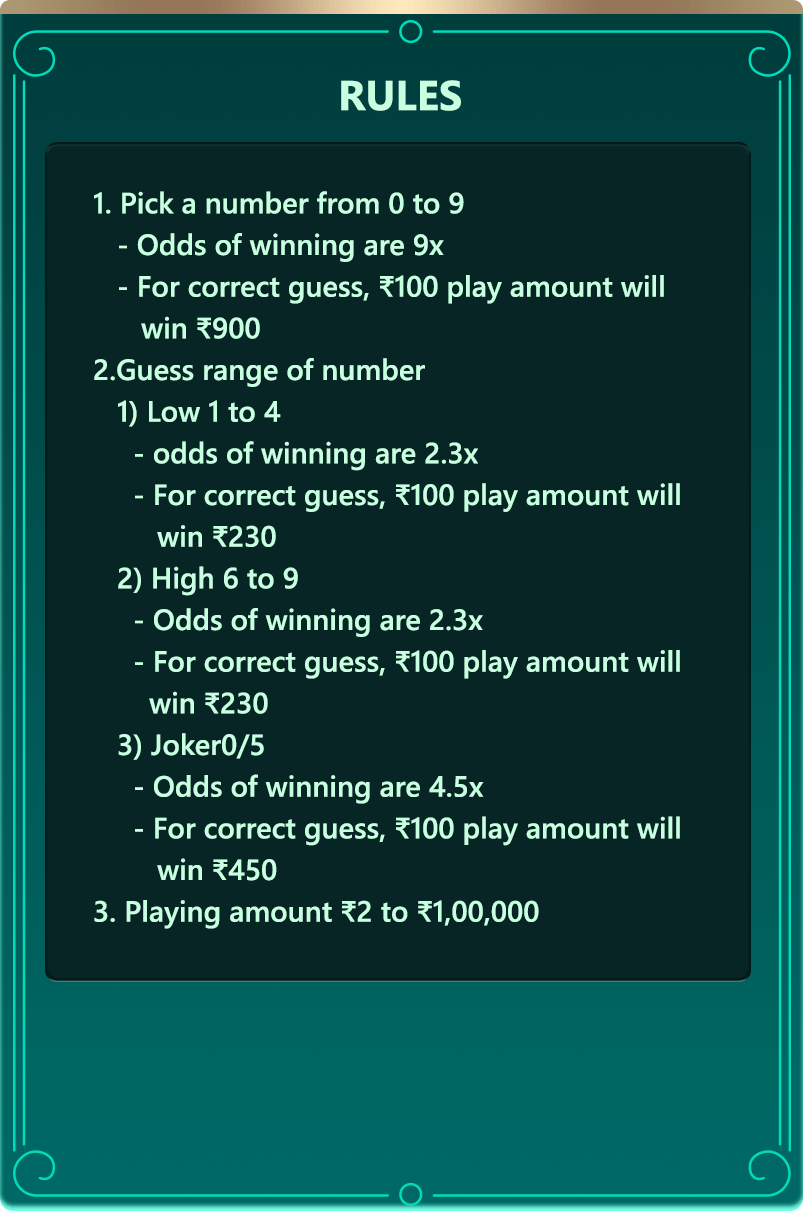 RULES
1. Pick a number from 0 to 9
- Odds of winning are 9x
- For correct guess, ₹100 play amount will
win ₹900
2.Guess range of number
1) Low 1 to 4
- odds of winning are 2.3x
- For correct guess, ₹100 play amount will
win ₹230
2) High 6 to 9
- Odds of winning are 2.3x
- For correct guess, ₹100 play amount will
win ₹230
3) Joker0/5
- Odds of winning are 4.5x
- For correct guess, ₹100 play amount will
win ₹450
3. Playing amount ₹2 to ₹1,00,000